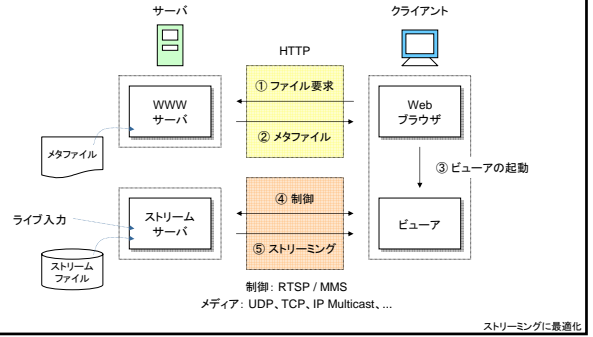 サーバ
クライアント
HTTP
① ファイル要求
WWW
サーバ
Web
ブラウザ
② メタファイル
メタファイル
③ ビューアの起動
④ 制御
ライブ入力
ストリーム
サーバ
ビューア
⑤ ストリーミング
ストリーム
ファイル
制御： RTSP / MMS
メディア： UDP、TCP、IP Multicast、...
ストリーミングに最適化